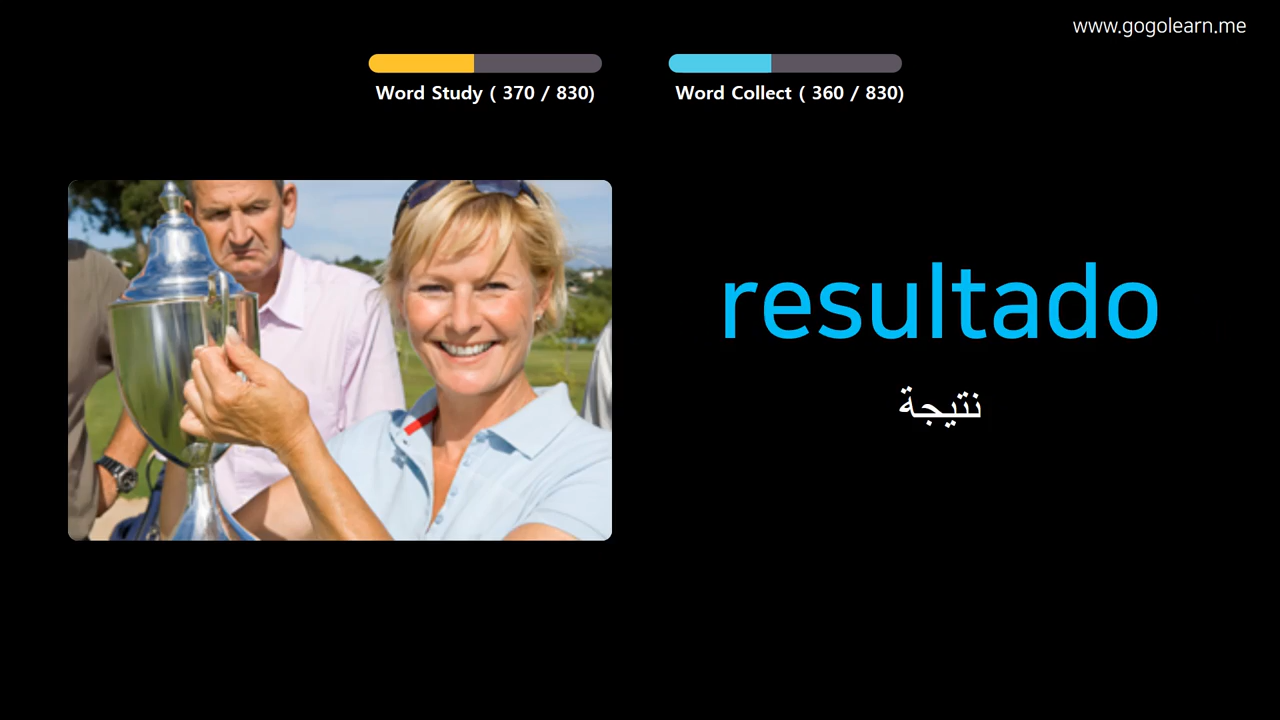 www.gogolearn.me
Word Study ( 370 / 830)
Word Collect ( 360 / 830)
resultado
نتيجة